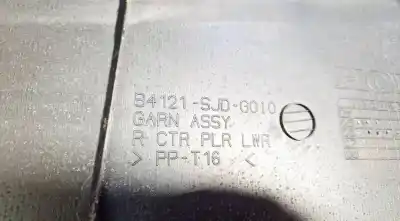 84121-SJD-G010
GARN ASSY
R CTR PLR LWR
> PP-T16 <